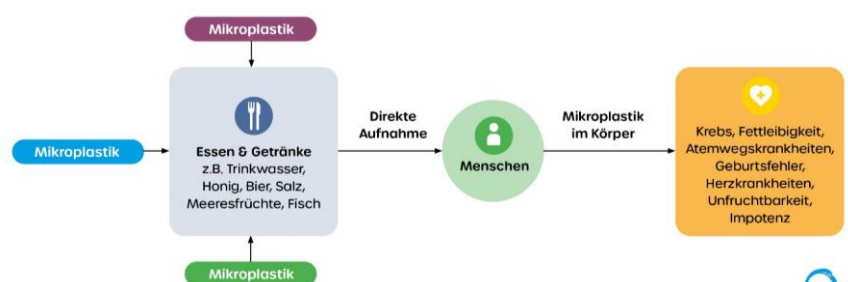 Mikroplastik
Mikroplastik
Essen & Getränke
z.B. Trinkwasser,
Honig, Bier, Salz,
Meeresfrüchte, Fisch
Mikroplastik
Direkte
Aufnahme
Menschen
Mikroplastik
im Körper
Krebs, Fettleibigkeit,
Atemwegskrankheiten,
Geburtsfehler,
Herzkrankheiten,
Unfruchtbarkeit,
Impotenz